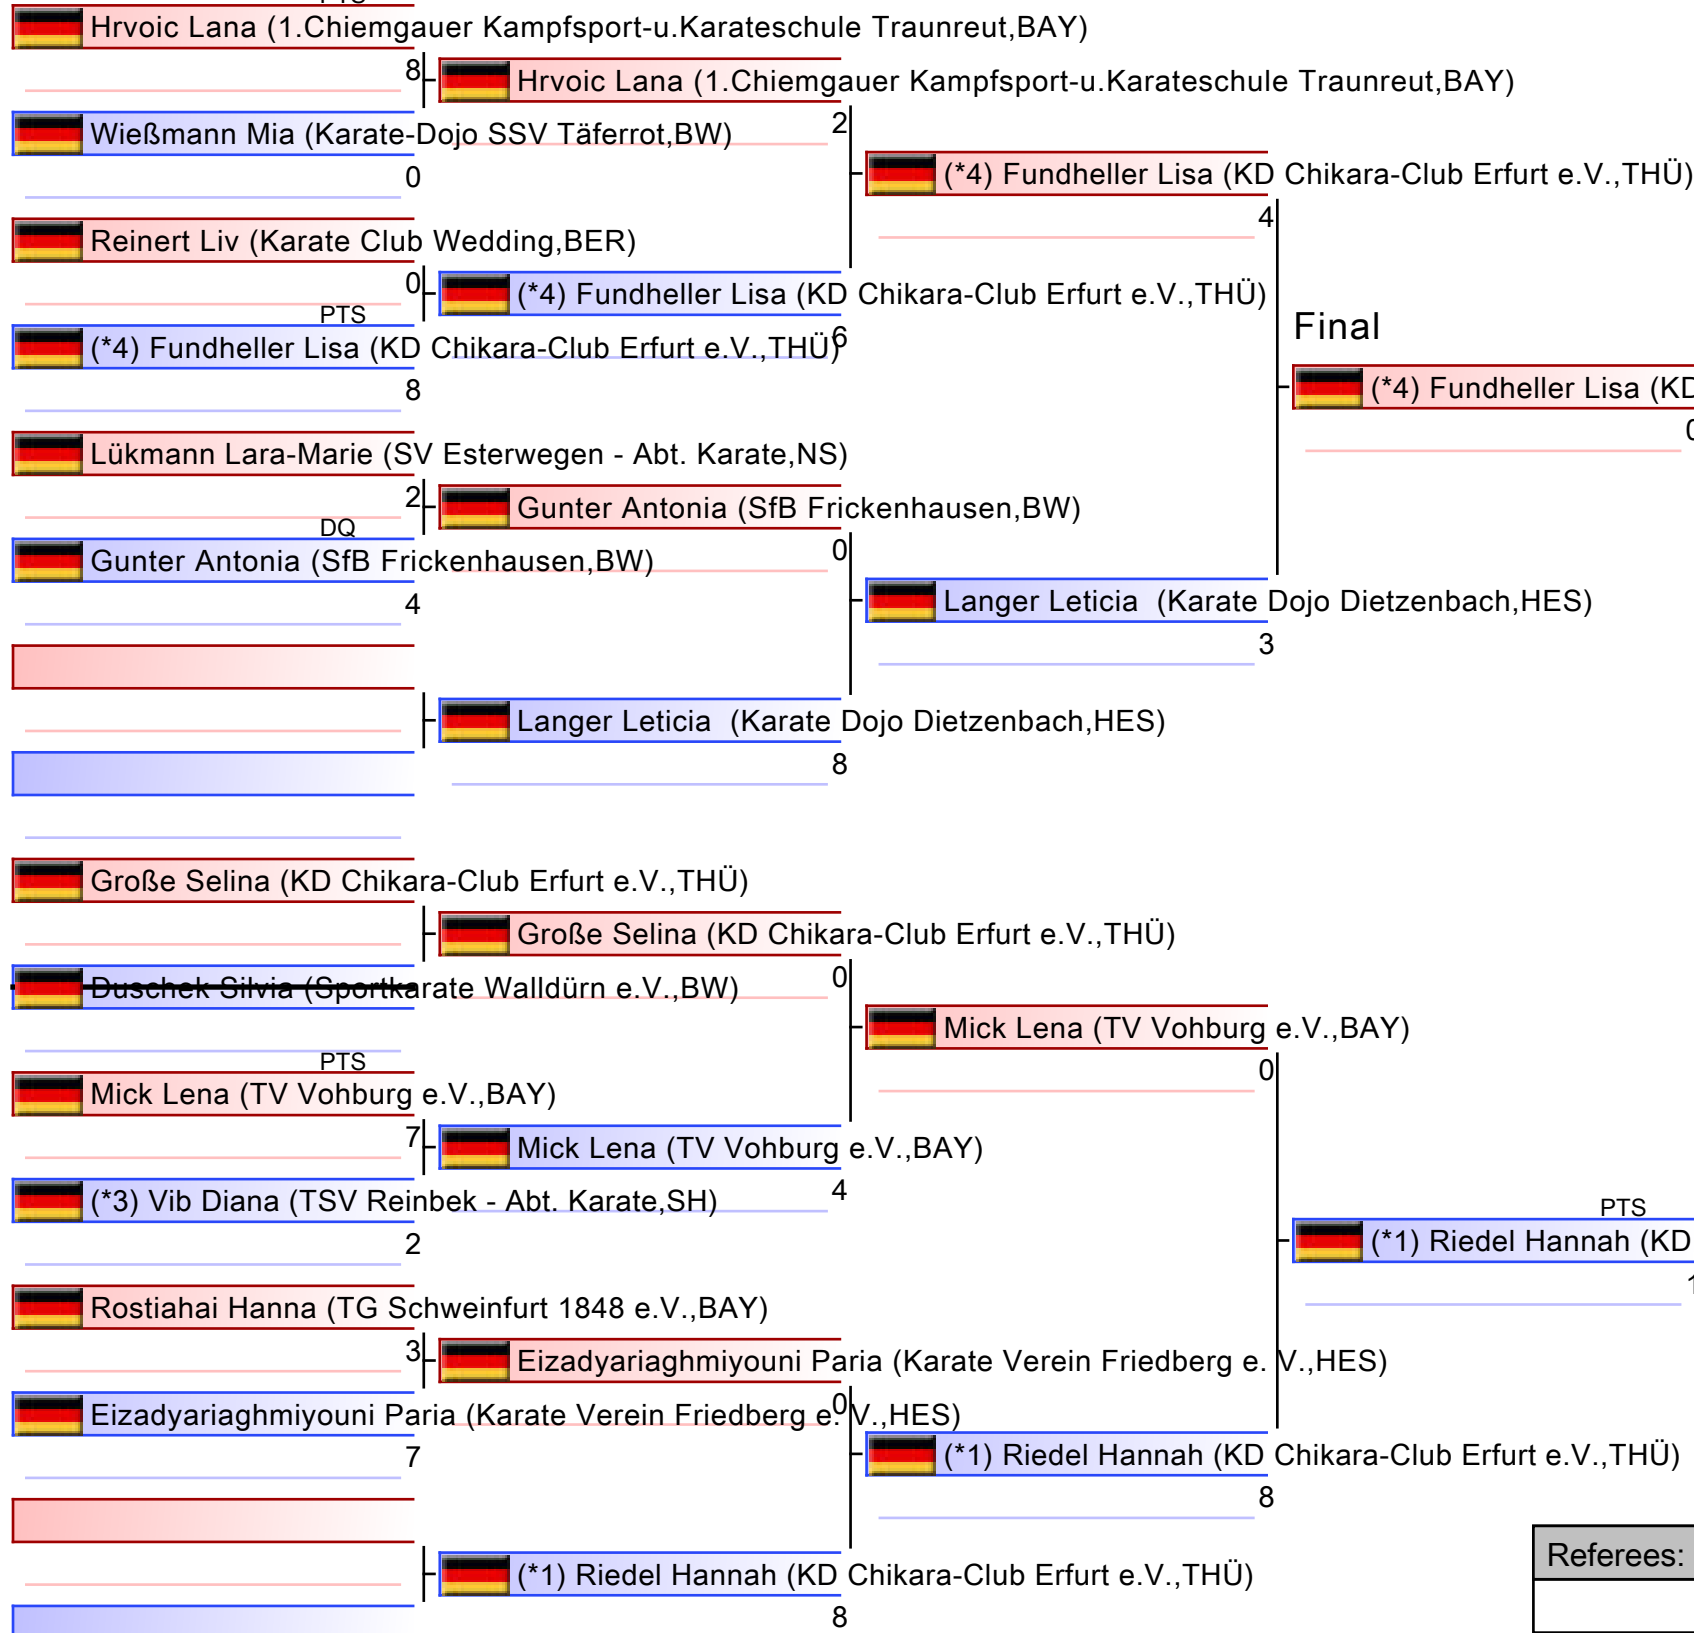 Hrvoic Lana (1.Chiemgauer Kampfsport-u.Karateschule Traunreut,BAY)
8
Wießmann Mia (Karate-Dojo SSV Täferrot,BW)
0
Reinert Liv (Karate Club Wedding,BER)
0
PTS
(*4) Fundheller Lisa (KD Chikara-Club Erfurt e.V.,THÜ)
8
Lükmann Lara-Marie (SV Esterwegen - Abt. Karate,NS)
2
DQ
Gunter Antonia (SfB Frickenhausen,BW)
4
Große Selina (KD Chikara-Club Erfurt e.V.,THÜ)
Duschek Silvia (Sportkarate Walldürn e.V.,BW)
PTS
Mick Lena (TV Vohburg e.V.,BAY)
7
(*3) Vib Diana (TSV Reinbek - Abt. Karate,SH)
2
Rostiahai Hanna (TG Schweinfurt 1848 e.V.,BAY)
3
Eizadyariaghmiyouni Paria (Karate Verein Friedberg e. V.,HES)
7
Hrvoic Lana (1.Chiemgauer Kampfsport-u.Karateschule Traunreut,BAY)
2
(*4) Fundheller Lisa (KD Chikara-Club Erfurt e.V.,THÜ)
6
Gunter Antonia (SfB Frickenhausen,BW)
0
Langer Leticia (Karate Dojo Dietzenbach,HES)
8
Große Selina (KD Chikara-Club Erfurt e.V.,THÜ)
0
Mick Lena (TV Vohburg e.V.,BAY)
4
Eizadyariaghmiyouni Paria (Karate Verein Friedberg e. V.,HES)
0
(*1) Riedel Hannah (KD Chikara-Club Erfurt e.V.,THÜ)
8
(*4) Fundheller Lisa (KD Chikara-Club Erfurt e.V.,THÜ)
4
Langer Leticia (Karate Dojo Dietzenbach,HES)
3
Mick Lena (TV Vohburg e.V.,BAY)
0
(*1) Riedel Hannah (KD Chikara-Club Erfurt e.V.,THÜ)
8
Final
(*4) Fundheller Lisa (KD
0
PTS
(*1) Riedel Hannah (KD
1
Referees: